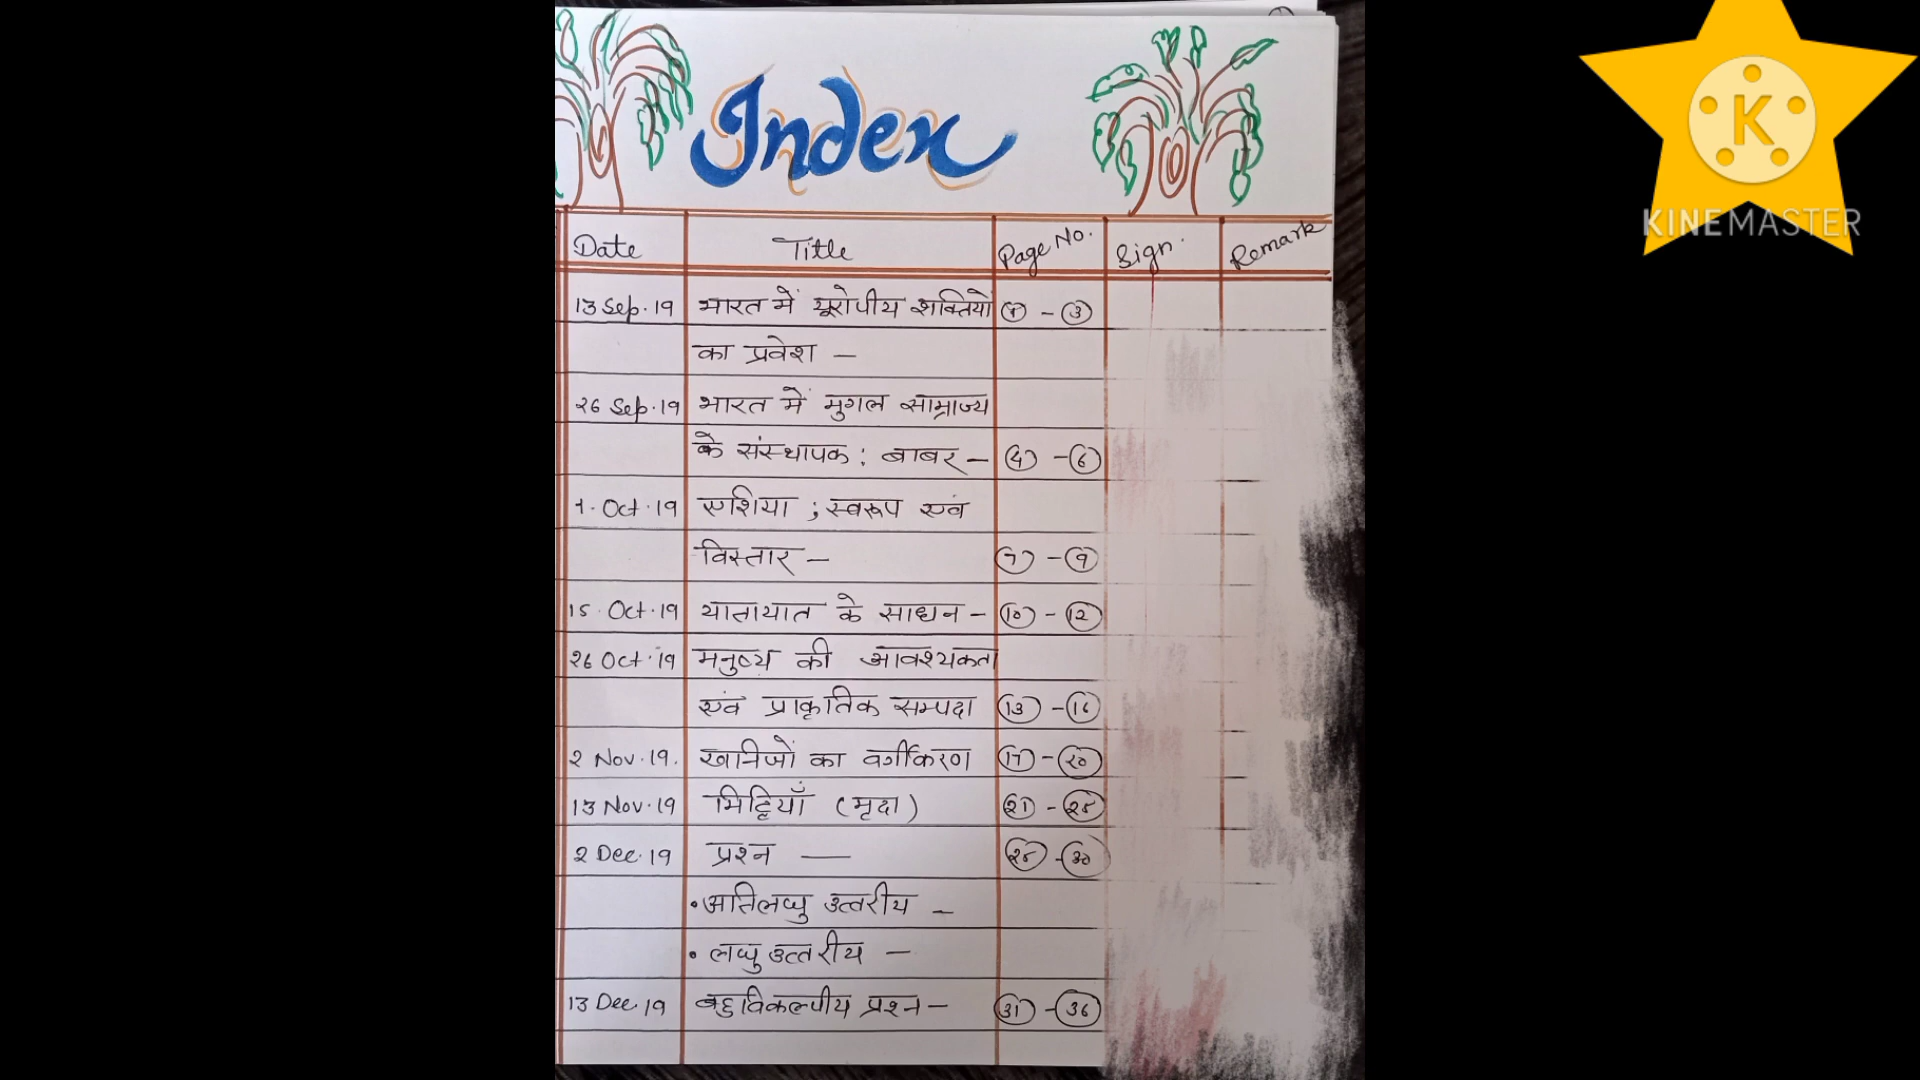 Index
Date Title Page No. Sign. Remark
13 Sep. 19 भारत में यूरोपीय शक्तियों 1 - 3
का प्रवेश -
26 Sep. 19 भारत में मुगल साम्राज्य
के संस्थापक : बाबर - 4 - 6
1. Oct. 19 एशिया ; स्वरूप एवं
विस्तार - 7 - 9
15. Oct. 19 यातायात के साधन - 10 - 12
26 Oct. 19 मनुष्य की आवश्यकता
एवं प्राकृतिक सम्पदा 13 - 16
2 Nov. 19. खनिजों का वर्गीकरण 17 - 20
13 Nov. 19 मिट्टियाँ (मृदा) 21 - 25
2 Dec. 19 प्रश्न — 25 - 30
• अतिलघु उत्तरीय -
• लघु उत्तरीय -
13 Dec. 19 बहुविकल्पीय प्रश्न - 31 - 36
K
KINEMASTER